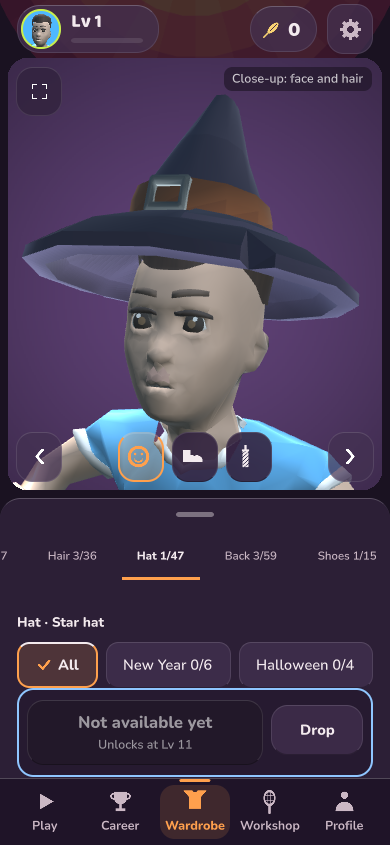 Lv 1
0
Close-up: face and hair
7
Hair 3/36
Hat 1/47
Back 3/59
Shoes 1/15
Hat · Star hat
All
New Year 0/6
Halloween 0/4
Not available yet
Unlocks at Lv 11
Drop
Play
Career
Wardrobe
Workshop
Profile